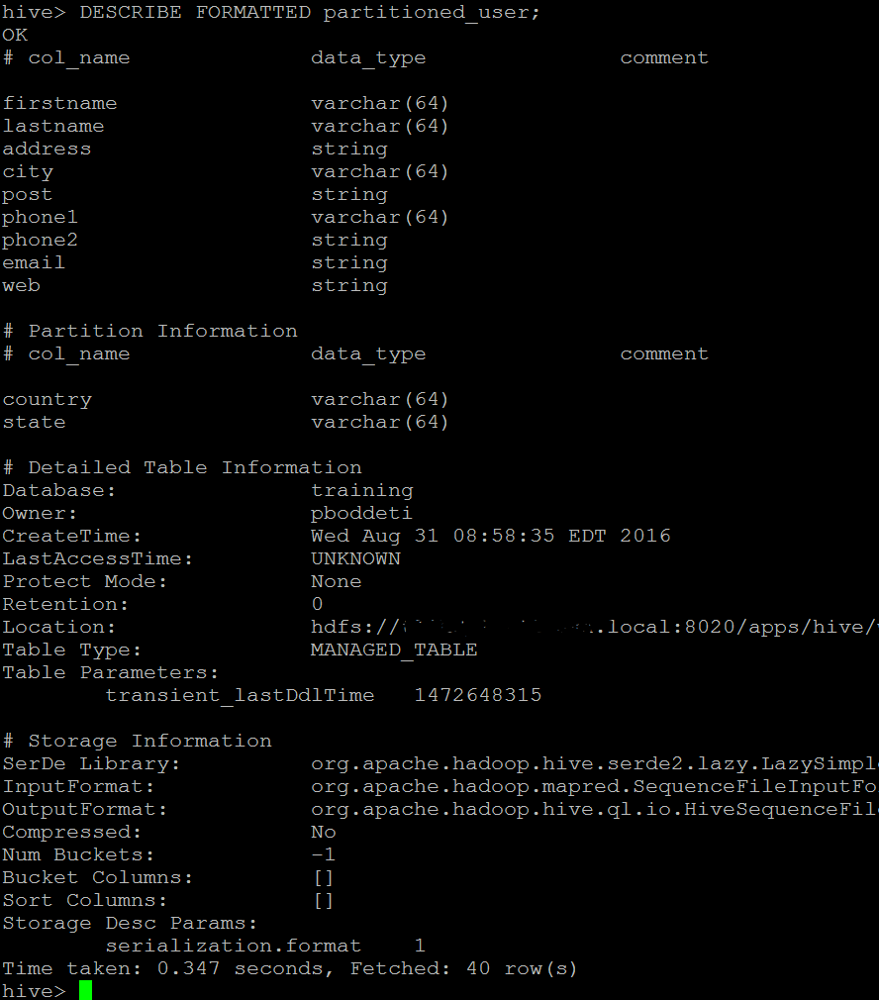 hive> DESCRIBE FORMATTED partitioned_user;
OK
# col_name data_type comment
firstname varchar(64)
lastname varchar(64)
address string
city varchar(64)
post string
phone1 varchar(64)
phone2 string
email string
web string
# Partition Information
# col_name data_type comment
country varchar(64)
state varchar(64)
# Detailed Table Information
Database: training
Owner: pboddeti
CreateTime: Wed Aug 31 08:58:35 EDT 2016
LastAccessTime: UNKNOWN
Protect Mode: None
Retention: 0
Location: hdfs:// .local:8020/apps/hive/
Table Type: MANAGED_TABLE
Table Parameters:
transient_lastDdlTime 1472648315
# Storage Information
SerDe Library: org.apache.hadoop.hive.serde2.lazy.LazySimpl
InputFormat: org.apache.hadoop.mapred.SequenceFileInputFo
OutputFormat: org.apache.hadoop.hive.ql.io.HiveSequenceFil
Compressed: No
Num Buckets: -1
Bucket Columns: []
Sort Columns: []
Storage Desc Params:
serialization.format 1
Time taken: 0.347 seconds, Fetched: 40 row(s)
hive>